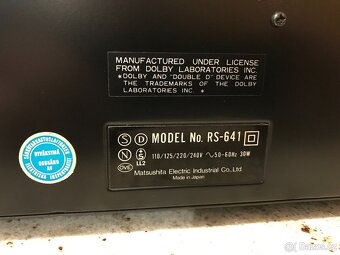 MANUFACTURED UNDER LICENSE
FROM DOLBY LABORATORIES INC.
*DOLBY AND "DOUBLE D" DEVICE ARE
THE TRADEMARKS OF THE DOLBY
LABORATORIES INC.
S D MODEL No. RS-641
N
110/125/220/240V 50-60Hz 30W
OVE LL2
Matsushita Electric Industrial Co., Ltd.
Made in Japan